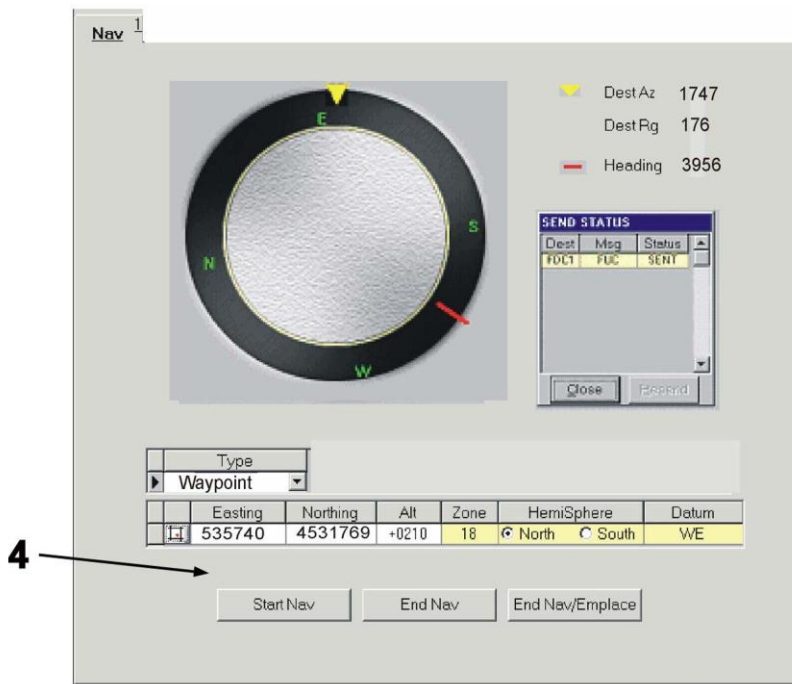 Nav 1
Dest Az 1747
Dest Rg 176
Heading 3956
E
S
N
W
SEND STATUS
Dest Msg Status
FDC1 FUC SENT
Close Resend
Type
Waypoint
Easting Northing Alt Zone HemiSphere Datum
535740 4531769 +0210 18 North South WE
4
Start Nav End Nav End Nav/Emplace